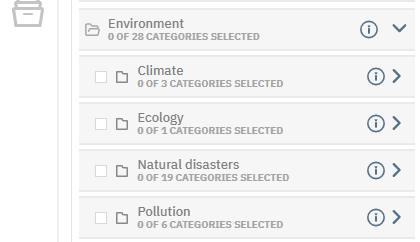 Environment
0 OF 28 CATEGORIES SELECTED
Climate
0 OF 3 CATEGORIES SELECTED
Ecology
0 OF 1 CATEGORIES SELECTED
Natural disasters
0 OF 19 CATEGORIES SELECTED
Pollution
0 OF 6 CATEGORIES SELECTED